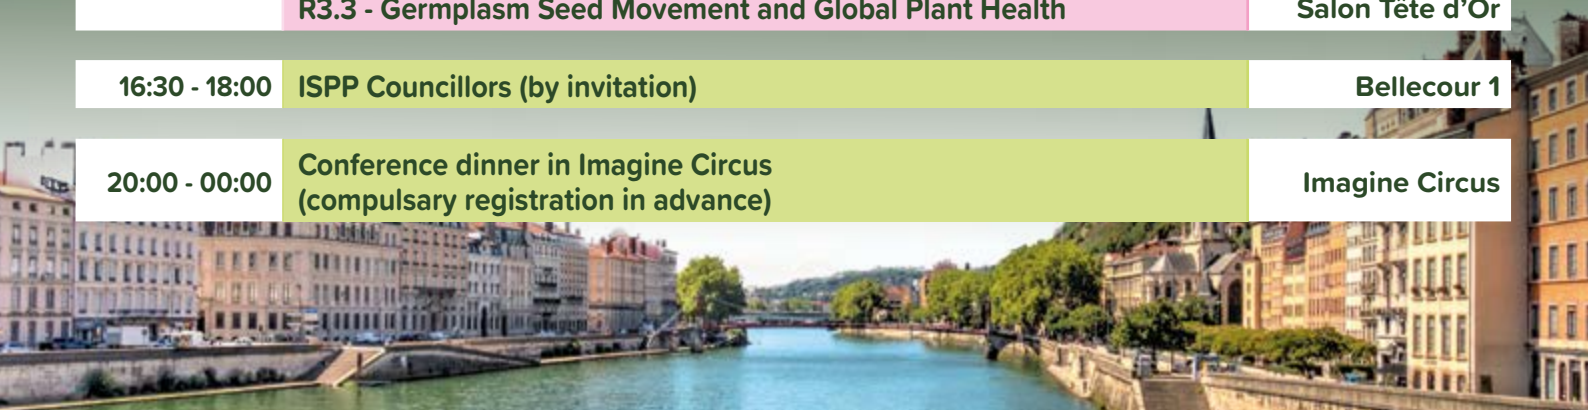 R3.3 - Germplasm Seed Movement and Global Plant Health
Salon Tête d’Or
16:30 - 18:00
ISPP Councillors (by invitation)
Bellecour 1
20:00 - 00:00
Conference dinner in Imagine Circus
(compulsary registration in advance)
Imagine Circus